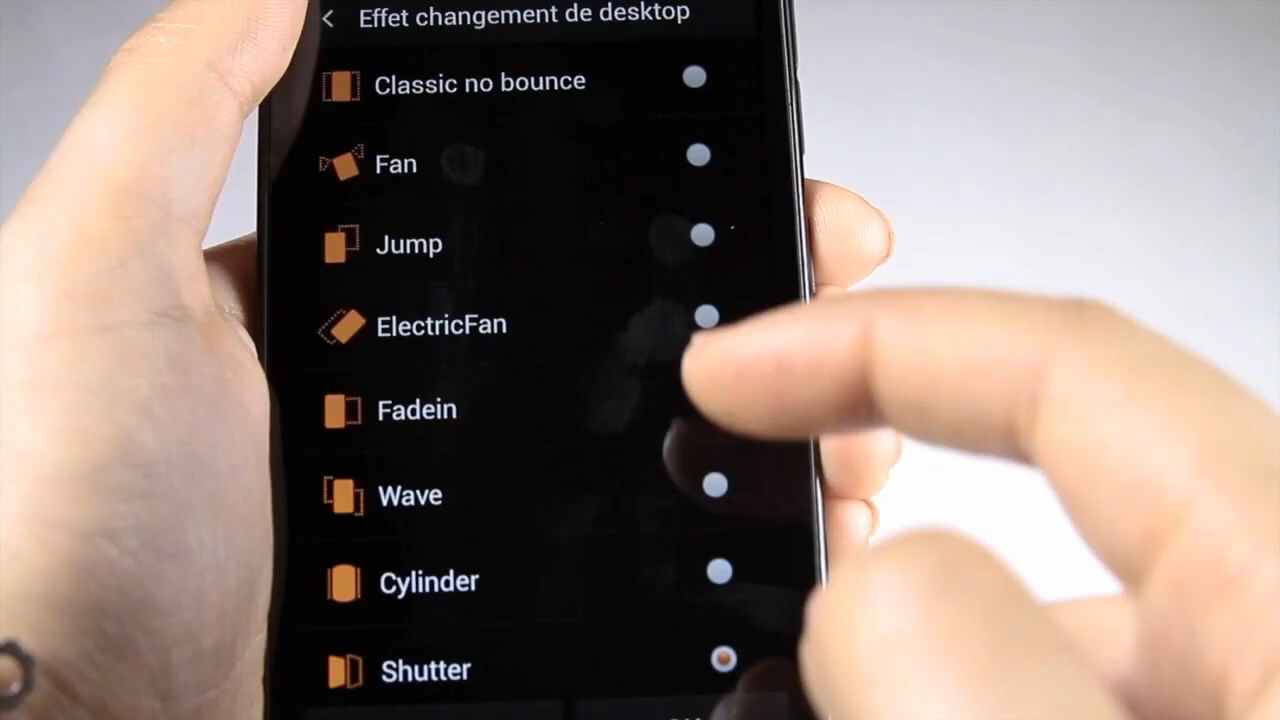 Effet changement de desktop
Classic no bounce
Fan
Jump
ElectricFan
Fadein
Wave
Cylinder
Shutter